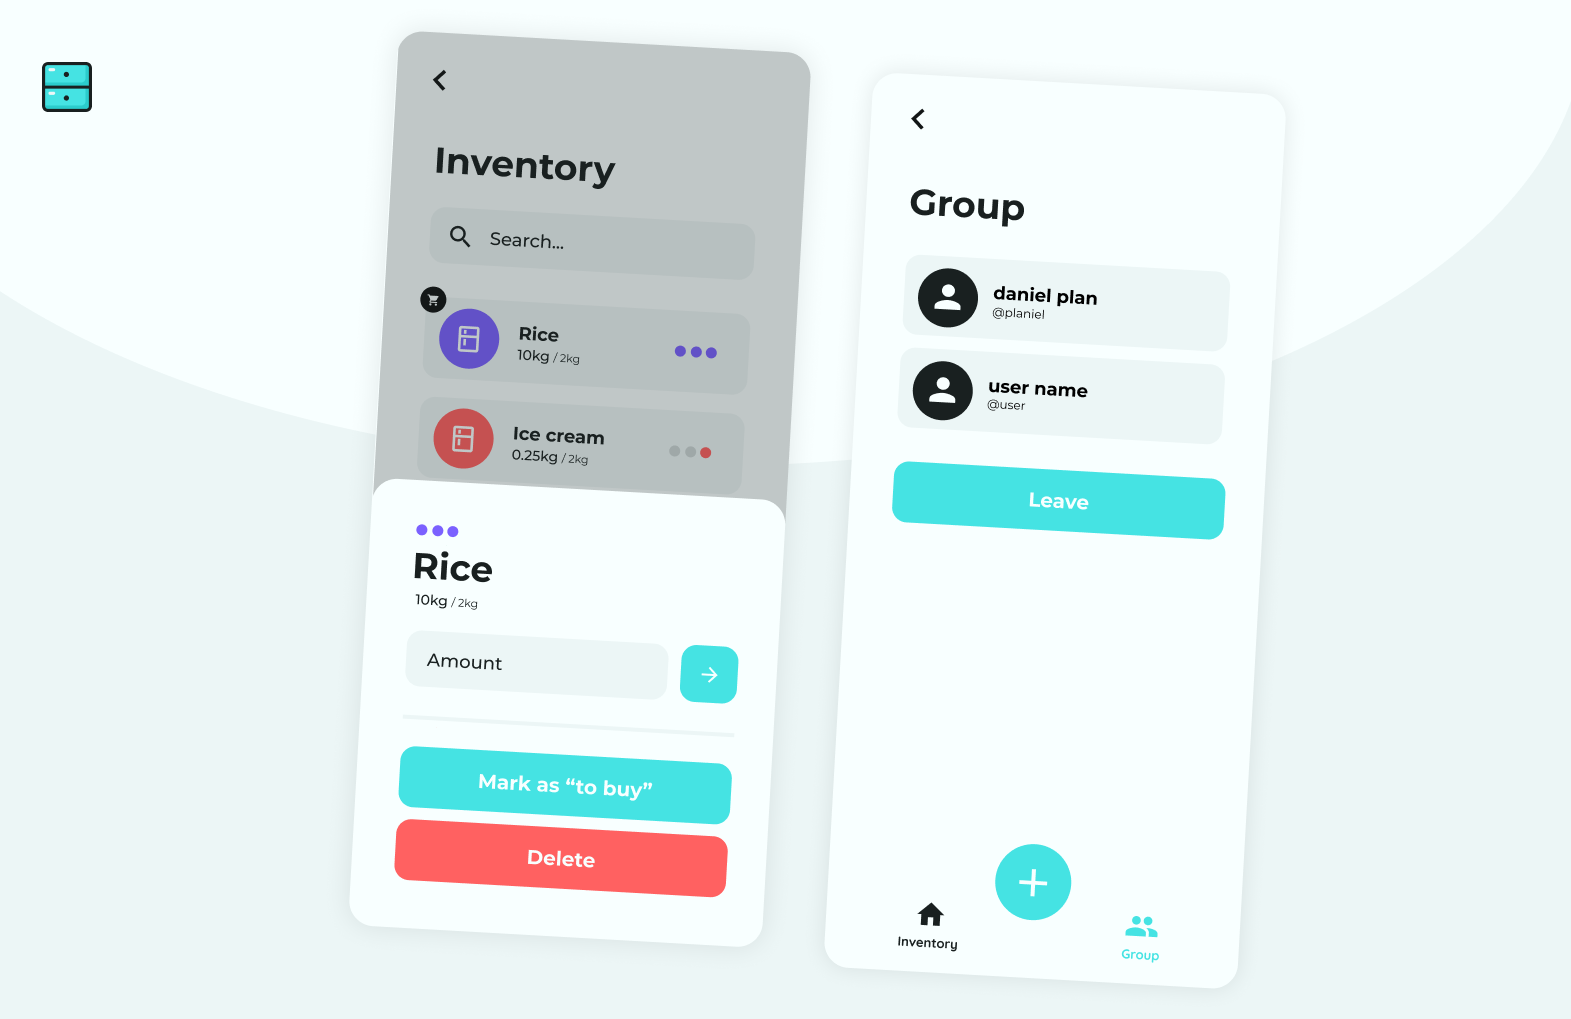 Inventory
Search...
Rice
10kg / 2kg
Ice cream
0.25kg / 2kg
Rice
10kg / 2kg
Amount
Mark as “to buy”
Delete
Group
daniel plan
@planiel
user name
@user
Leave
Inventory
Group